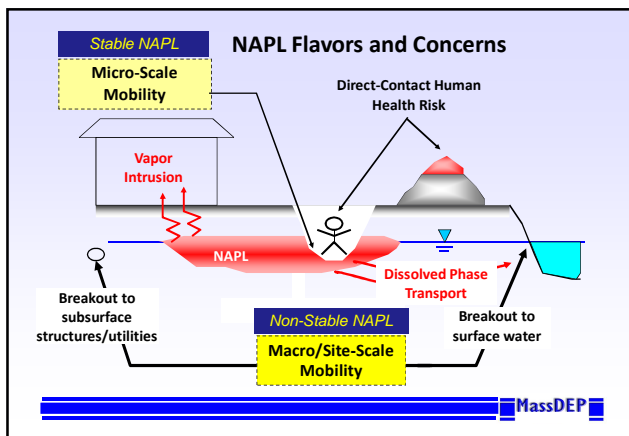 Stable NAPL
NAPL Flavors and Concerns
Micro-Scale
Mobility
Direct-Contact Human
Health Risk
Vapor
Intrusion
NAPL
Dissolved Phase
Transport
Breakout to
subsurface
structures/utilities
Non-Stable NAPL
Breakout to
surface water
Macro/Site-Scale
Mobility
MassDEP